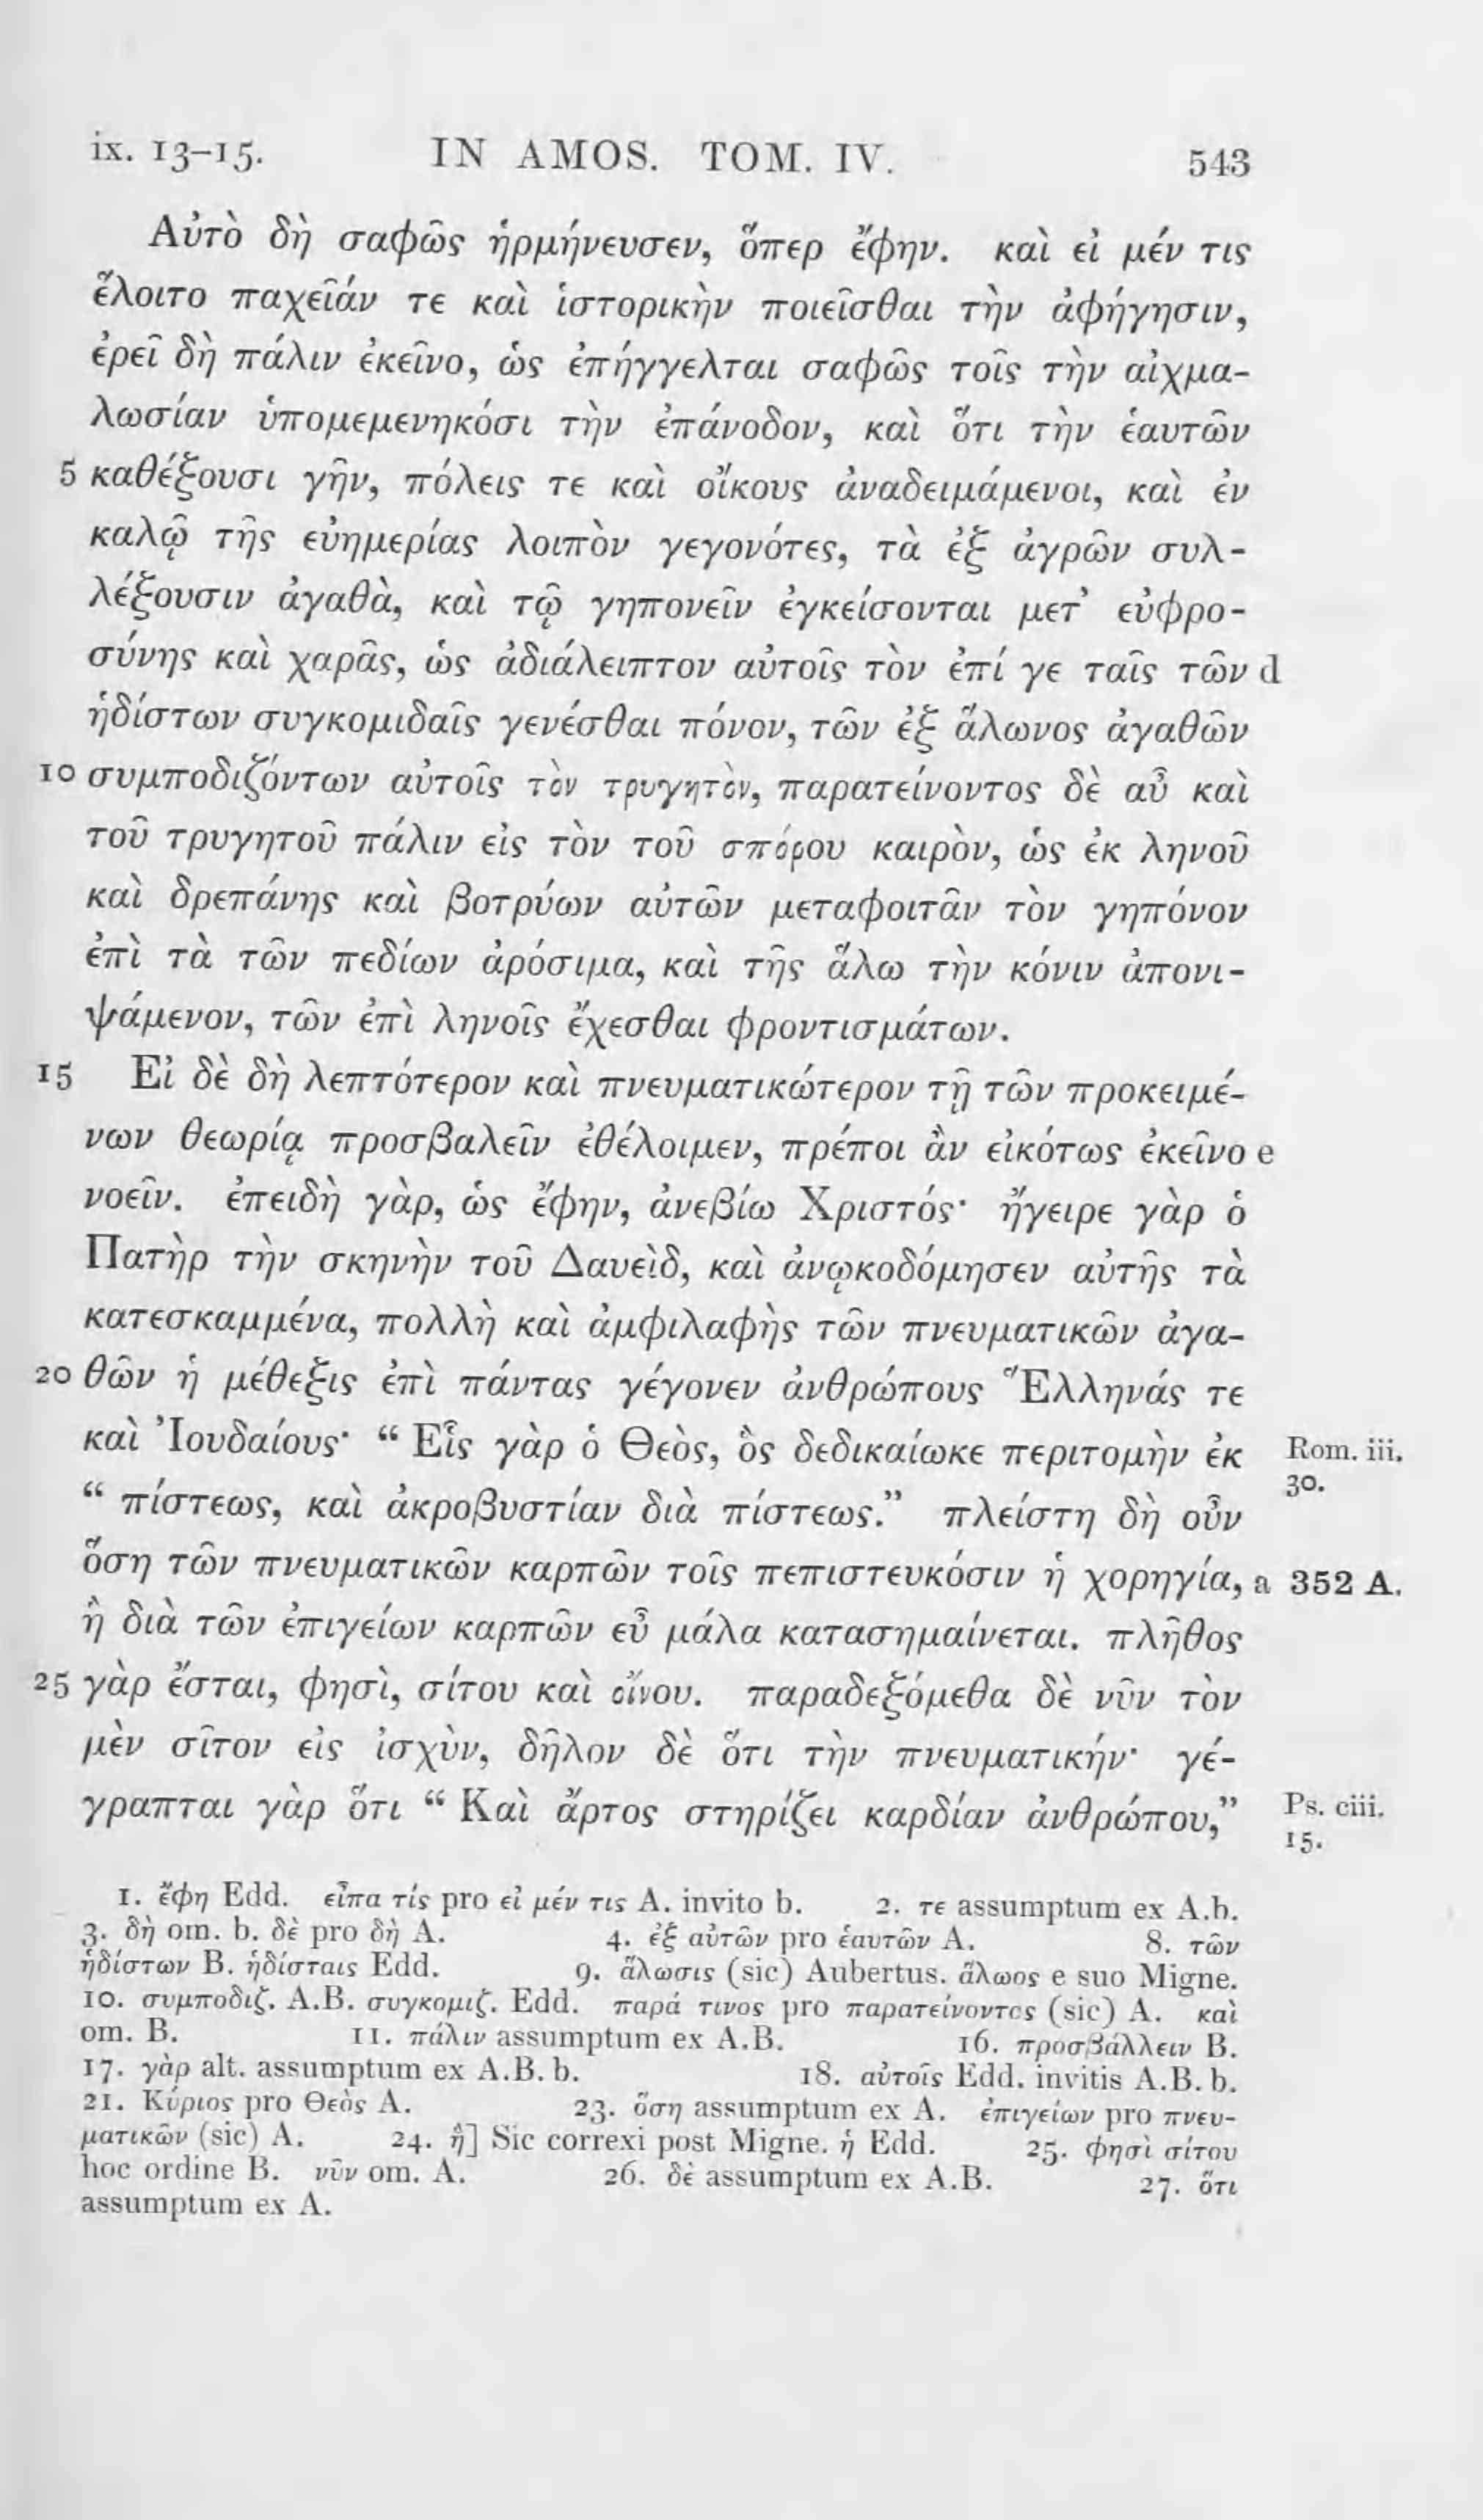 ix. 13–15. IN AMOS. TOM. IV. 543
Αὐτὸ δὴ σαφῶς ἡρμήνευσεν, ὅπερ ἔφην. καὶ εἰ μέν τις
ἕλοιτο παχεῖάν τε καὶ ἱστορικὴν ποιεῖσθαι τὴν ἀφήγησιν,
ἐρεῖ δὴ πάλιν ἐκεῖνο, ὡς ἐπήγγελται σαφῶς τοῖς τὴν αἰχμα-
λωσίαν ὑπομεμενηκόσι τὴν ἐπάνοδον, καὶ ὅτι τὴν ἑαυτῶν
5 καθέξουσι γῆν, πόλεις τε καὶ οἴκους ἀναδειμάμενοι, καὶ ἐν
καλῷ τῆς εὐημερίας λοιπὸν γεγονότες, τὰ ἐξ ἀγρῶν συλ-
λέξουσιν ἀγαθὰ, καὶ τῷ γηπονεῖν ἐγκείσονται μετ’ εὐφρο-
σύνης καὶ χαρᾶς, ὡς ἀδιάλειπτον αὐτοῖς τὸν ἐπί γε ταῖς τῶν d
ἡδίστων συγκομιδαῖς γενέσθαι πόνον, τῶν ἐξ ἅλωνος ἀγαθῶν
10 συμποδιζόντων αὐτοῖς τὸν τρυγητὸν, παρατείνοντος δὲ αὖ καὶ
τοῦ τρυγητοῦ πάλιν εἰς τὸν τοῦ σπόρου καιρὸν, ὡς ἐκ ληνοῦ
καὶ δρεπάνης καὶ βοτρύων αὐτῶν μεταφοιτᾶν τὸν γηπόνον
ἐπὶ τὰ τῶν πεδίων ἀρόσιμα, καὶ τῆς ἅλω τὴν κόνιν ἀπονι-
ψάμενον, τῶν ἐπὶ ληνοῖς ἔχεσθαι φροντισμάτων.
15 Εἰ δὲ δὴ λεπτότερον καὶ πνευματικώτερον τῇ τῶν προκειμέ-
νων θεωρίᾳ προσβαλεῖν ἐθέλοιμεν, πρέποι ἂν εἰκότως ἐκεῖνο e
νοεῖν. ἐπειδὴ γὰρ, ὡς ἔφην, ἀνεβίω Χριστός· ἤγειρε γὰρ ὁ
Πατὴρ τὴν σκηνὴν τοῦ Δαυεὶδ, καὶ ἀνῳκοδόμησεν αὐτῆς τὰ
κατεσκαμμένα, πολλὴ καὶ ἀμφιλαφὴς τῶν πνευματικῶν ἀγα-
20 θῶν ἡ μέθεξις ἐπὶ πάντας γέγονεν ἀνθρώπους Ἕλληνάς τε
καὶ Ἰουδαίους· “ Εἷς γὰρ ὁ Θεὸς, ὃς δεδικαίωκε περιτομὴν ἐκ Rom. iii.
“ πίστεως, καὶ ἀκροβυστίαν διὰ πίστεως.” πλείστη δὴ οὖν 30.
ὅση τῶν πνευματικῶν καρπῶν τοῖς πεπιστευκόσιν ἡ χορηγία, a 352 A.
ἣ διὰ τῶν ἐπιγείων καρπῶν εὖ μάλα κατασημαίνεται. πλῆθος
25 γὰρ ἔσται, φησὶ, σίτου καὶ οἴνου. παραδεξόμεθα δὲ νῦν τὸν
μὲν σῖτον εἰς ἰσχὺν, δῆλον δὲ ὅτι τὴν πνευματικήν· γέ-
γραπται γὰρ ὅτι “ Καὶ ἄρτος στηρίζει καρδίαν ἀνθρώπου,” Ps. ciii.
15.
1. ἔφη Edd. εἶπα τίς pro εἰ μέν τις A. invito b. 2. τε assumptum ex A.b.
3. δὴ om. b. δὲ pro δὴ A. 4. ἐξ αὐτῶν pro ἑαυτῶν A. 8. τῶν
ἡδίστων B. ἡδίσταις Edd. 9. ἅλωσις (sic) Aubertus. ἅλωος e suo Migne.
10. συμποδιζ. A.B. συγκομιζ. Edd. παρά τινος pro παρατείνοντος (sic) A. καὶ
om. B. 11. πάλιν assumptum ex A.B. 16. προσβάλλειν B.
17. γὰρ alt. assumptum ex A.B. b. 18. αὐτοῖς Edd. invitis A.B. b.
21. Κύριος pro Θεὸς A. 23. ὅση assumptum ex A. ἐπιγείων pro πνευ-
ματικῶν (sic) A. 24. ἣ] Sic correxi post Migne. ἡ Edd. 25. φησὶ σίτου
hoc ordine B. νῦν om. A. 26. δὲ assumptum ex A.B. 27. ὅτι
assumptum ex A.